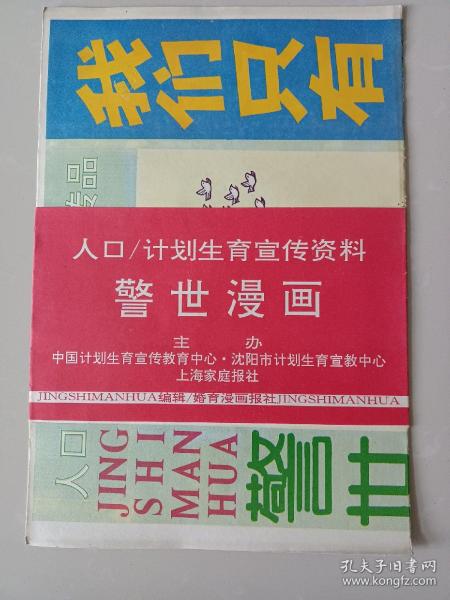 我们只有
传品
人口/计划生育宣传资料
警世漫画
主 办
中国计划生育宣传教育中心·沈阳市计划生育宣教中心
上海家庭报社
JINGSHIMANHUA编辑/婚育漫画报社JINGSHIMANHUA
人口
JING
SHI
MAN
HUA
警世
孔夫子旧书网
www.kongfz.com